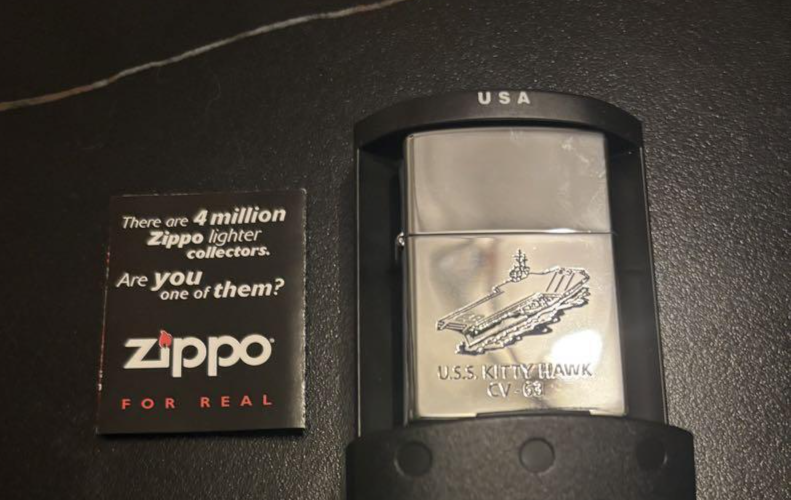 There are 4 million
Zippo lighter
collectors.
Are you
one of them?
zippo
FOR REAL
USA
U.S.S. KITTY HAWK
CV-63